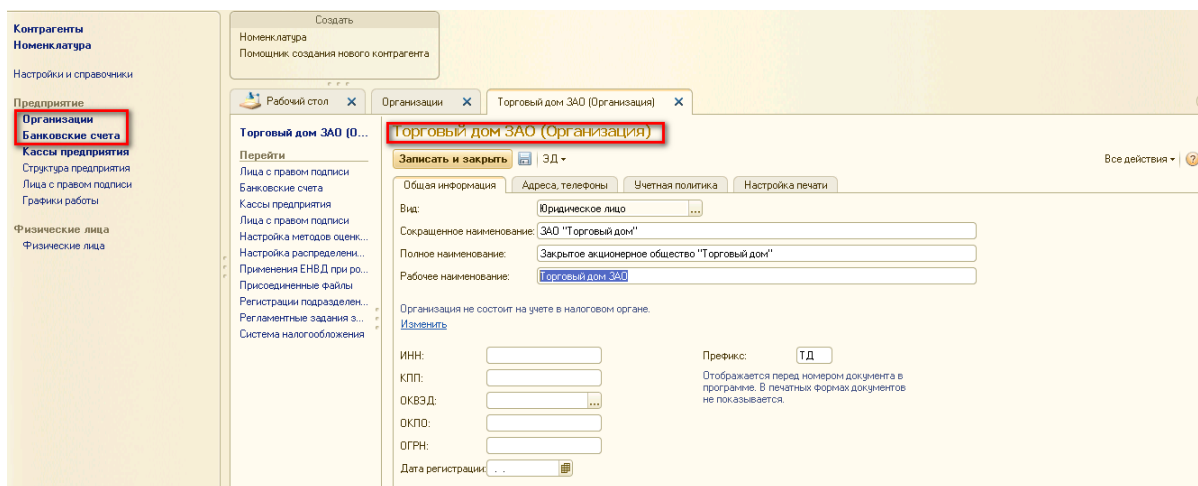 Контрагенты
Номенклатура
Настройки и справочники
Предприятие
Организации
Банковские счета
Кассы предприятия
Структура предприятия
Лица с правом подписи
Графики работы
Физические лица
Физические лица
Создать
Номенклатура
Помощник создания нового контрагента
Рабочий стол
Организации
Торговый дом ЗАО (Организация)
Торговый дом ЗАО (О...
Перейти
Лица с правом подписи
Банковские счета
Кассы предприятия
Лица с правом подписи
Настройка методов оценк...
Настройка распределени...
Применения ЕНВД при ро...
Присоединенные файлы
Регистрации подразделен...
Регламентные задания з...
Система налогообложения
Торговый дом ЗАО (Организация)
Записать и закрыть ЭД Все действия
Общая информация Адреса, телефоны Учетная политика Настройка печати
Вид: Юридическое лицо ...
Сокращенное наименование: ЗАО "Торговый дом"
Полное наименование: Закрытое акционерное общество "Торговый дом"
Рабочее наименование: Торговый дом ЗАО
Организация не состоит на учете в налоговом органе.
Изменить
ИНН: Префикс: ТД
КПП: Отображается перед номером документа в
программе. В печатных формах документов
ОКВЭД: ... не показывается.
ОКПО:
ОГРН:
Дата регистрации: . .